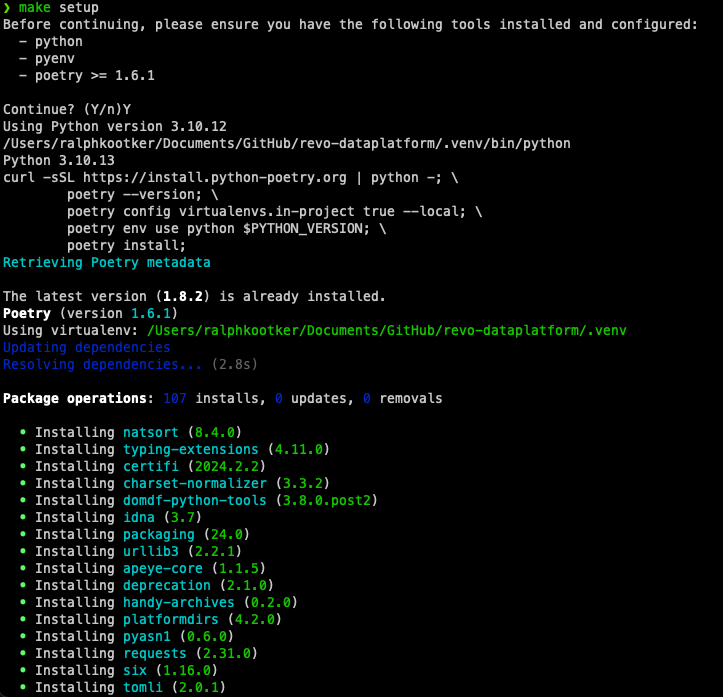 ❯ make setup
Before continuing, please ensure you have the following tools installed and configured:
  - python
  - pyenv
  - poetry >= 1.6.1

Continue? (Y/n)Y
Using Python version 3.10.12
/Users/ralphkootker/Documents/GitHub/revo-dataplatform/.venv/bin/python
Python 3.10.13
curl -sSL https://install.python-poetry.org | python -; \
        poetry --version; \
        poetry config virtualenvs.in-project true --local; \
        poetry env use python $PYTHON_VERSION; \
        poetry install;
Retrieving Poetry metadata

The latest version (1.8.2) is already installed.
Poetry (version 1.6.1)
Using virtualenv: /Users/ralphkootker/Documents/GitHub/revo-dataplatform/.venv
Updating dependencies
Resolving dependencies... (2.8s)

Package operations: 107 installs, 0 updates, 0 removals

  • Installing natsort (8.4.0)
  • Installing typing-extensions (4.11.0)
  • Installing certifi (2024.2.2)
  • Installing charset-normalizer (3.3.2)
  • Installing domdf-python-tools (3.8.0.post2)
  • Installing idna (3.7)
  • Installing packaging (24.0)
  • Installing urllib3 (2.2.1)
  • Installing apeye-core (1.1.5)
  • Installing deprecation (2.1.0)
  • Installing handy-archives (0.2.0)
  • Installing platformdirs (4.2.0)
  • Installing pyasn1 (0.6.0)
  • Installing requests (2.31.0)
  • Installing six (1.16.0)
  • Installing tomli (2.0.1)